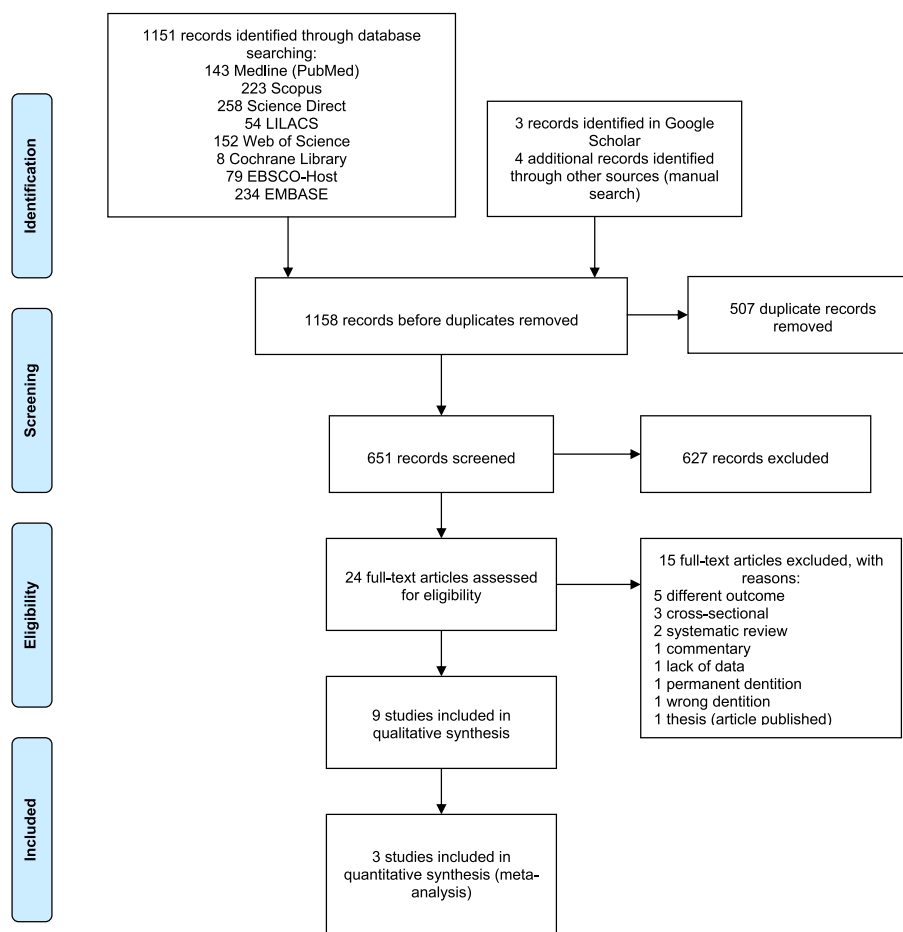 1151 records identified through database
searching:
143 Medline (PubMed)
223 Scopus
258 Science Direct
54 LILACS
152 Web of Science
8 Cochrane Library
79 EBSCO-Host
234 EMBASE
3 records identified in Google
Scholar
4 additional records identified
through other sources (manual
search)
Identification
1158 records before duplicates removed
507 duplicate records
removed
Screening
651 records screened
627 records excluded
24 full-text articles assessed
for eligibility
15 full-text articles excluded, with
reasons:
5 different outcome
3 cross-sectional
2 systematic review
1 commentary
1 lack of data
1 permanent dentition
1 wrong dentition
1 thesis (article published)
Eligibility
9 studies included in
qualitative synthesis
Included
3 studies included in
quantitative synthesis (meta-
analysis)